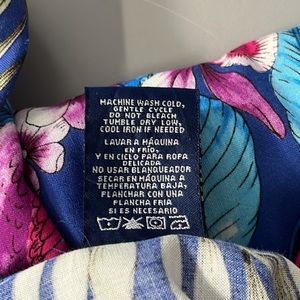 MACHINE WASH COLD,
GENTLE CYCLE
DO NOT BLEACH
TUMBLE DRY LOW,
COOL IRON IF NEEDED
LAVAR A MÁQUINA
EN FRÍO,
Y EN CICLO PARA ROPA
DELICADA
NO USAR BLANQUEADOR
SECAR EN MÁQUINA A
TEMPERATURA BAJA,
PLANCHAR CON UNA
PLANCHA FRIA
SI ES NECESARIO